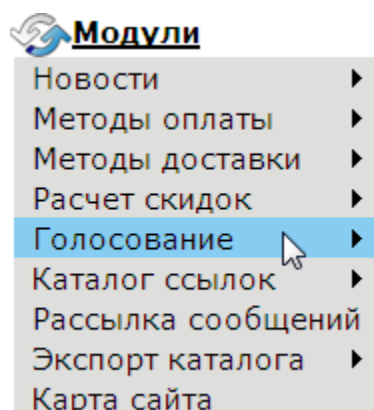 Модули
Новости
Методы оплаты
Методы доставки
Расчет скидок
Голосование
Каталог ссылок
Рассылка сообщений
Экспорт каталога
Карта сайта